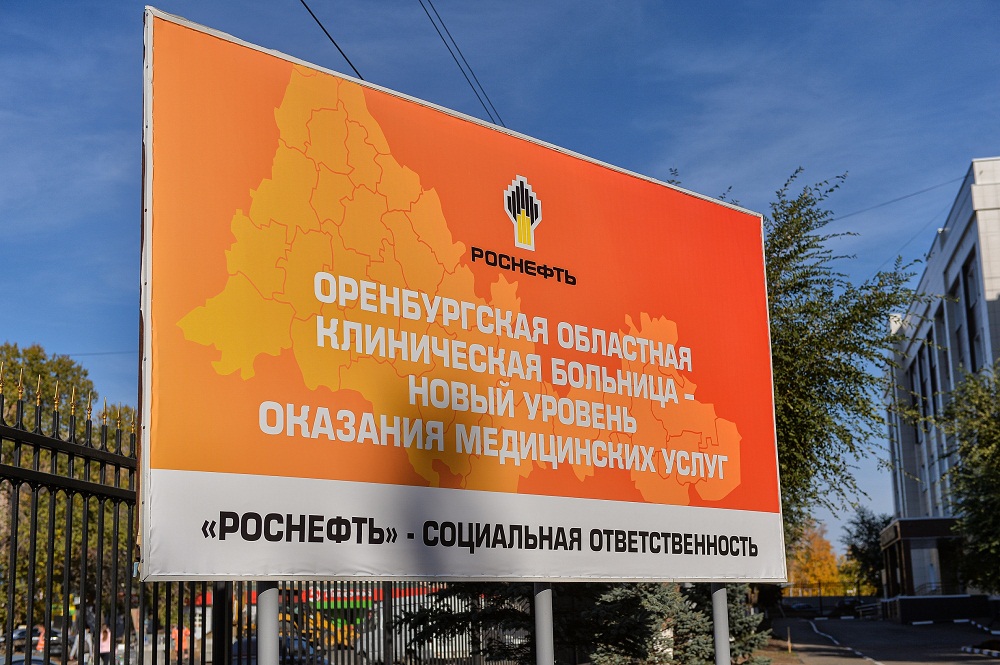 РОСНЕФТЬ
ОРЕНБУРГСКАЯ ОБЛАСТНАЯ
КЛИНИЧЕСКАЯ БОЛЬНИЦА -
НОВЫЙ УРОВЕНЬ
ОКАЗАНИЯ МЕДИЦИНСКИХ УСЛУГ
«РОСНЕФТЬ» - СОЦИАЛЬНАЯ ОТВЕТСТВЕННОСТЬ